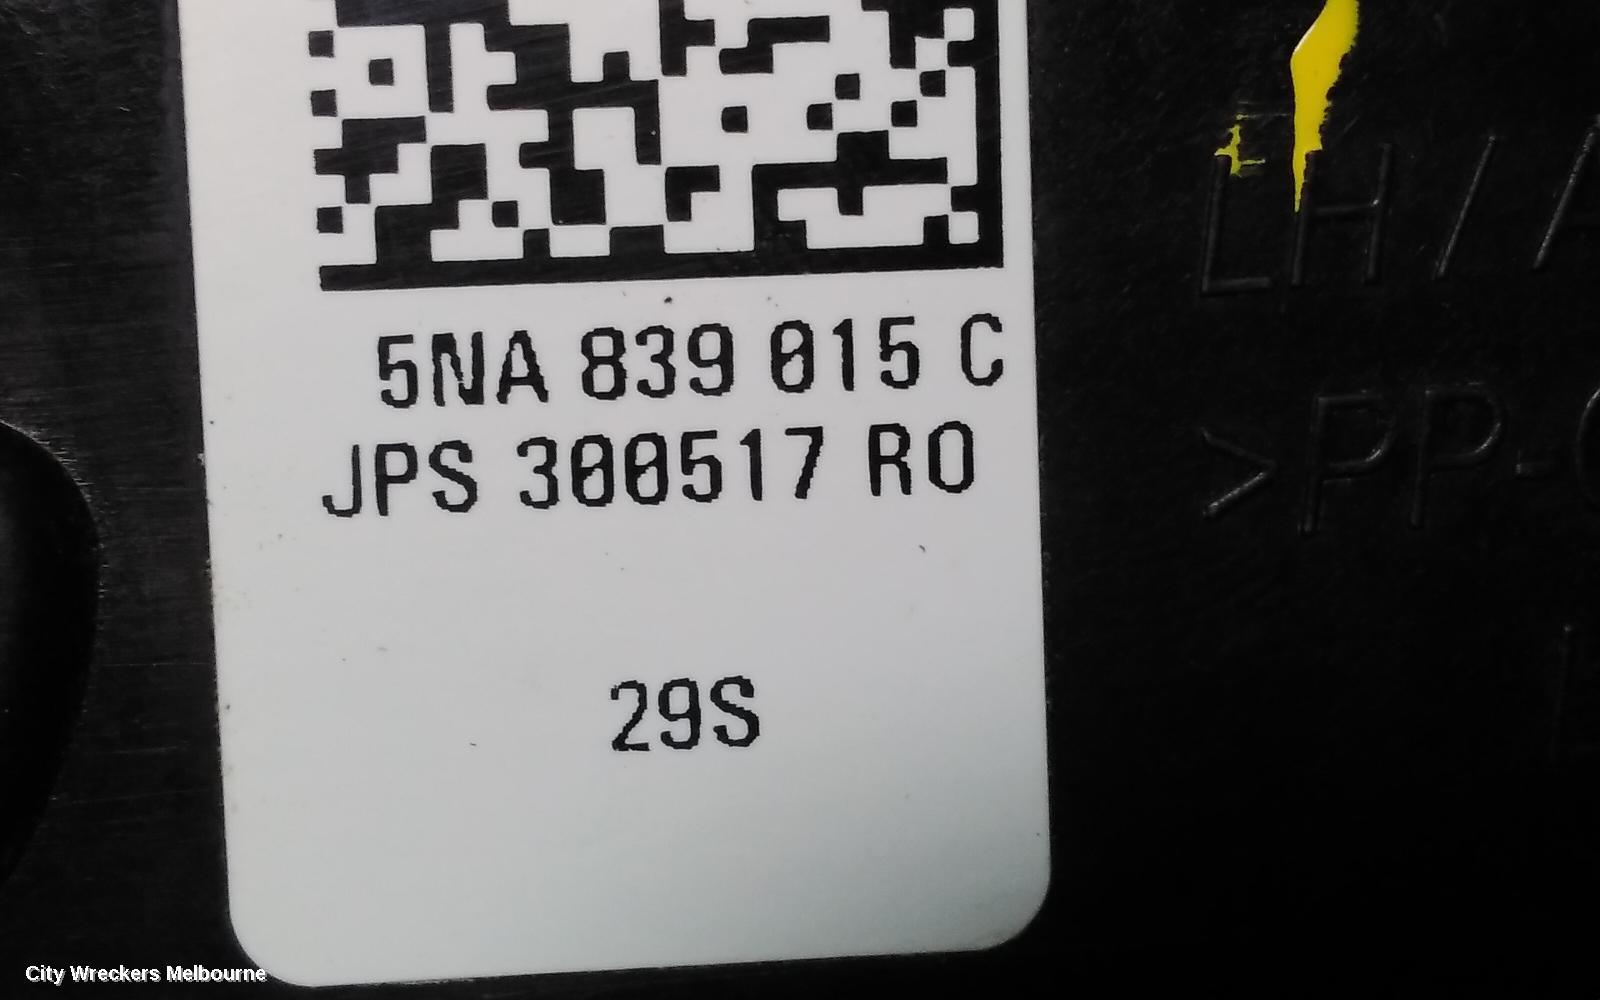 5NA 839 015 C
JPS 300517 RO
29S
LH/A
>PP-
City Wreckers Melbourne